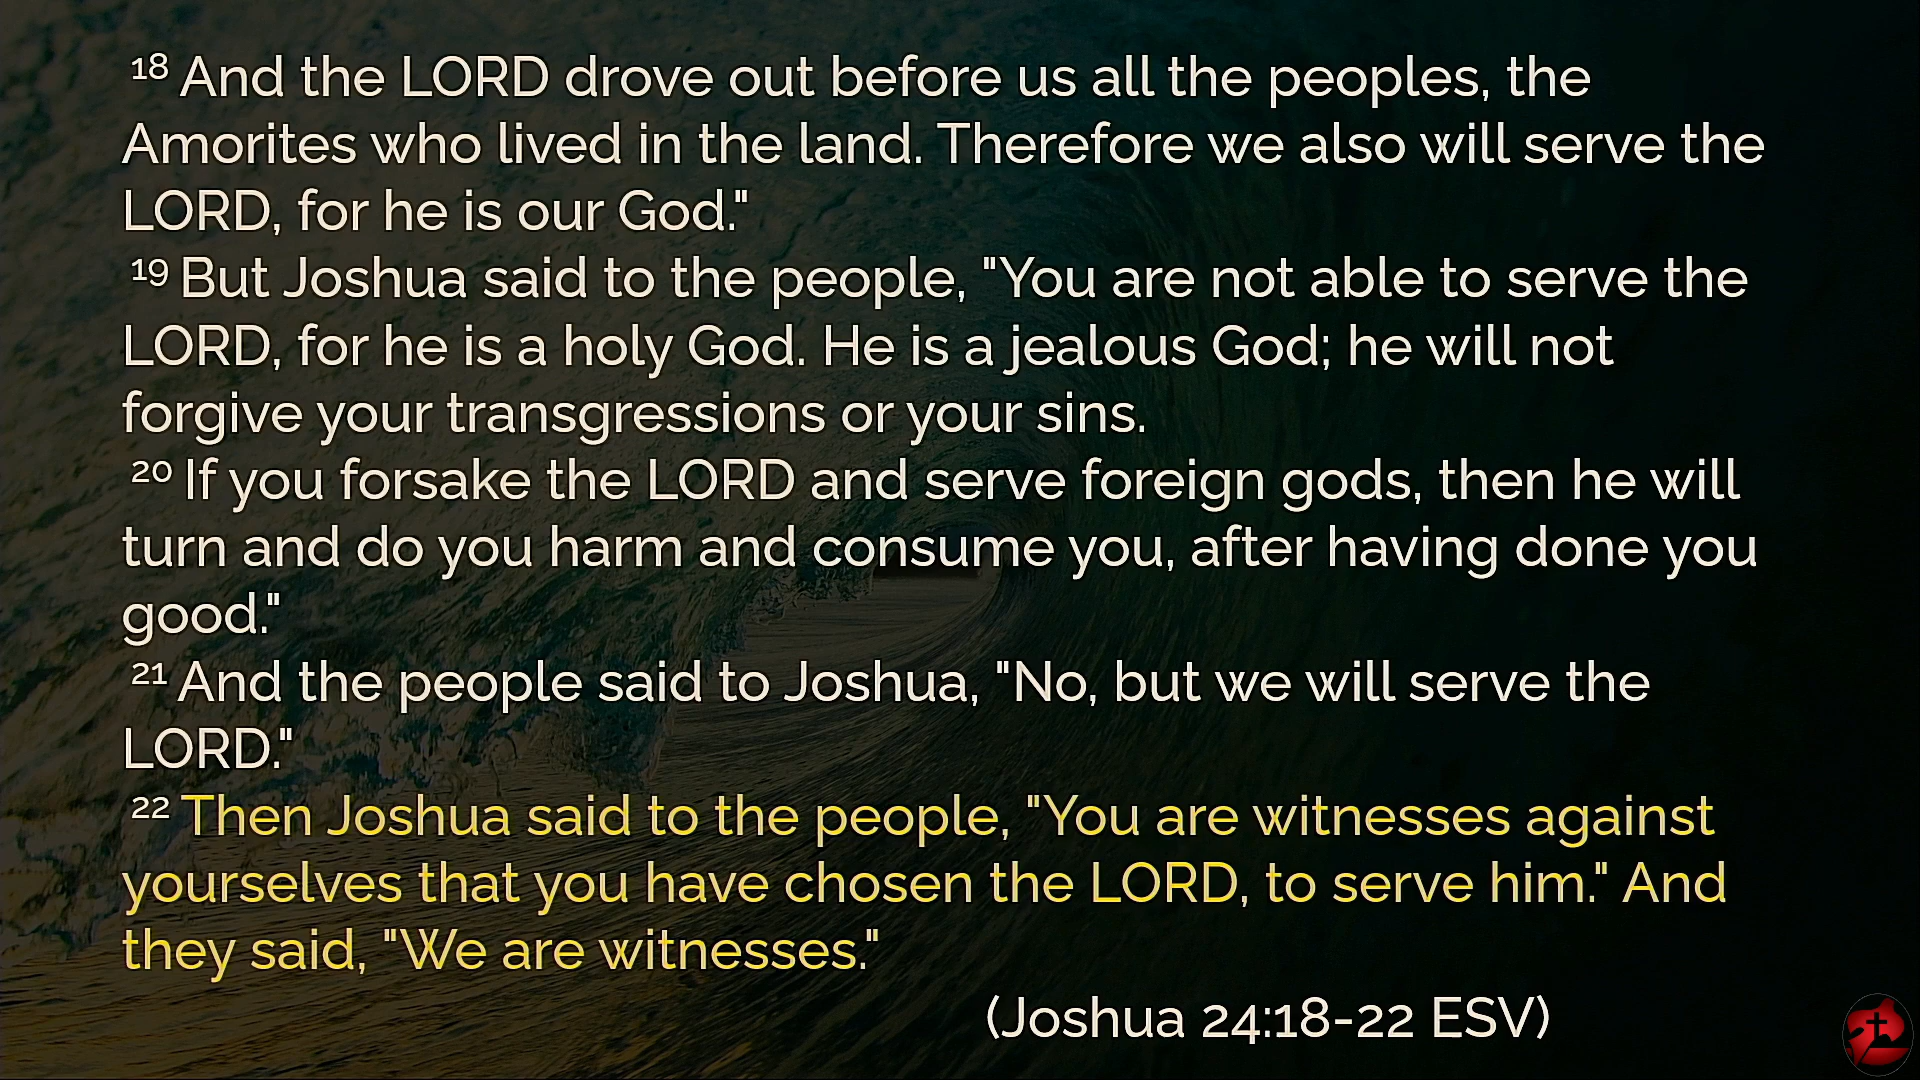 18 And the LORD drove out before us all the peoples, the
Amorites who lived in the land. Therefore we also will serve the
LORD, for he is our God."
19 But Joshua said to the people, "You are not able to serve the
LORD, for he is a holy God. He is a jealous God; he will not
forgive your transgressions or your sins.
20 If you forsake the LORD and serve foreign gods, then he will
turn and do you harm and consume you, after having done you
good."
21 And the people said to Joshua, "No, but we will serve the
LORD."
22 Then Joshua said to the people, "You are witnesses against
yourselves that you have chosen the LORD, to serve him." And
they said, "We are witnesses."
(Joshua 24:18-22 ESV)